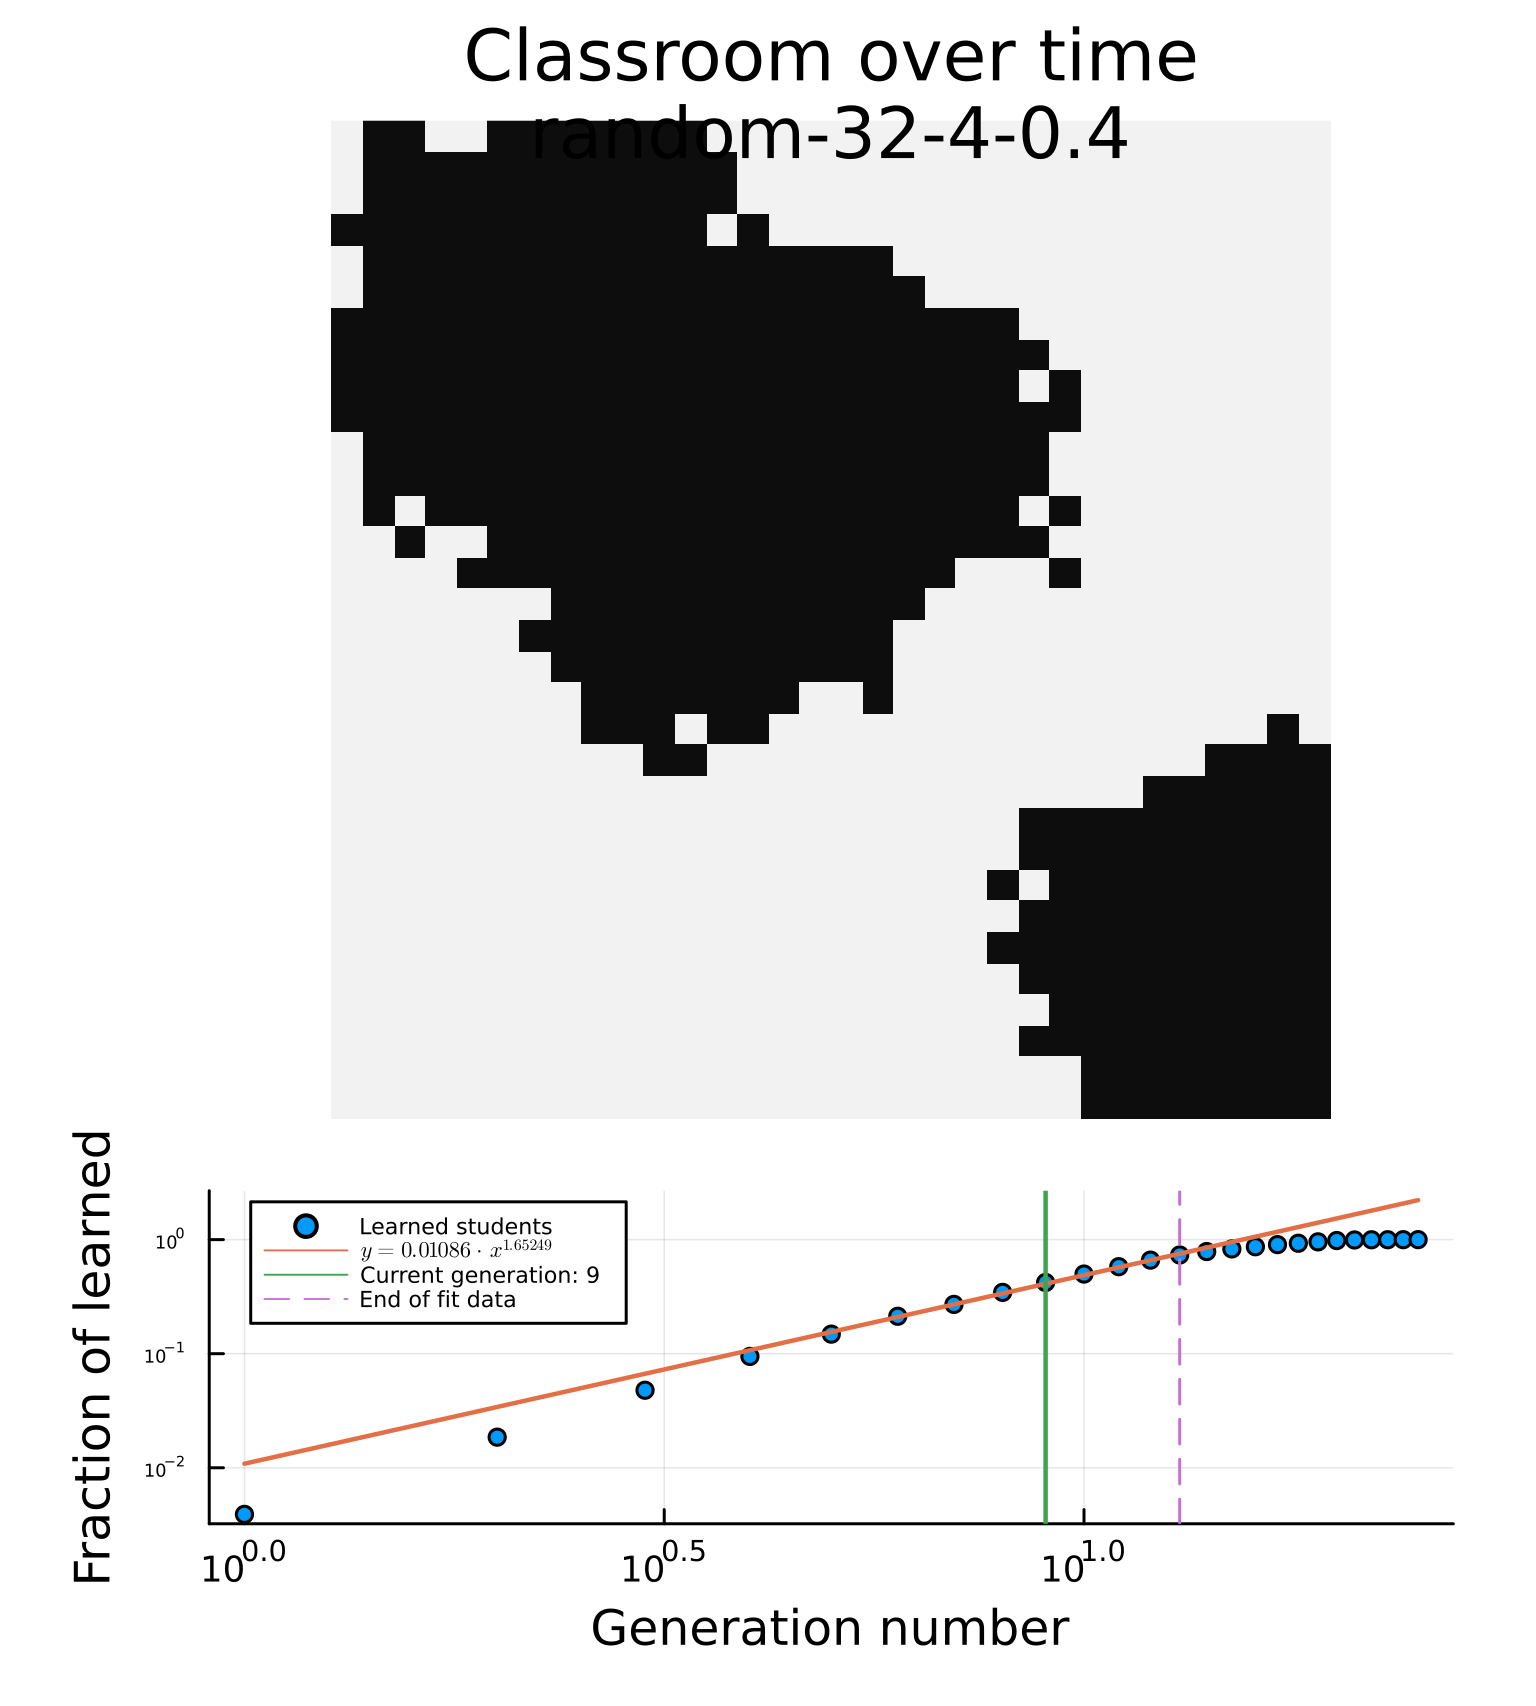 Classroom over time
random-32-4-0.4
Fraction of learned
10^0
10^−1
10^−2
Learned students
y = 0.01086 · x^1.65249
Current generation: 9
End of fit data
10^0.0
10^0.5
10^1.0
Generation number